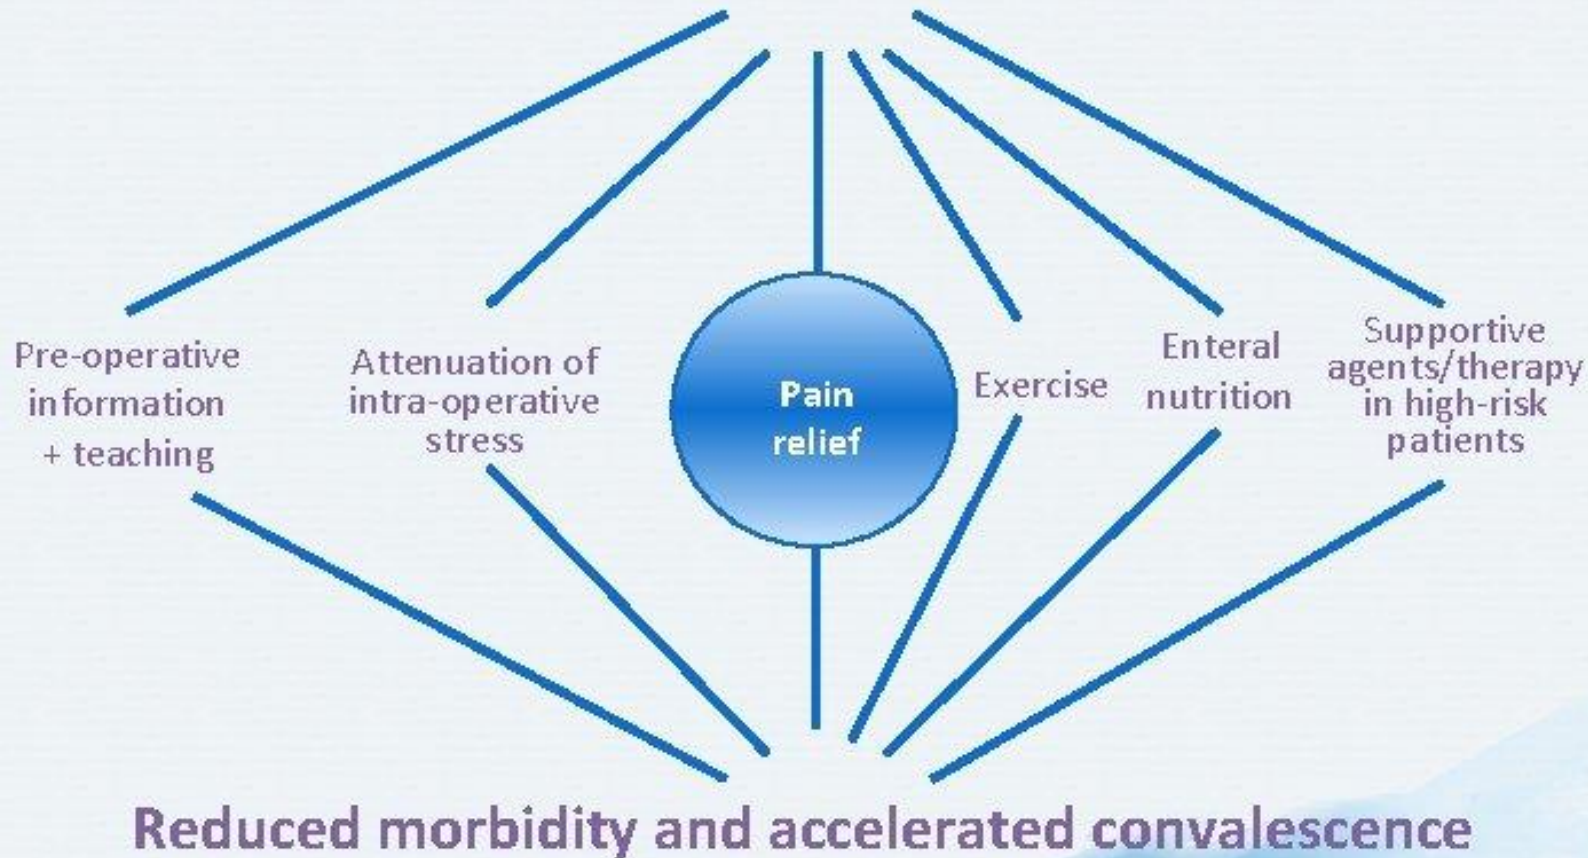 Pre-operative
information
+ teaching
Attenuation of
intra-operative
stress
Pain
relief
Exercise
Enteral
nutrition
Supportive
agents/therapy
in high-risk
patients
Reduced morbidity and accelerated convalescence